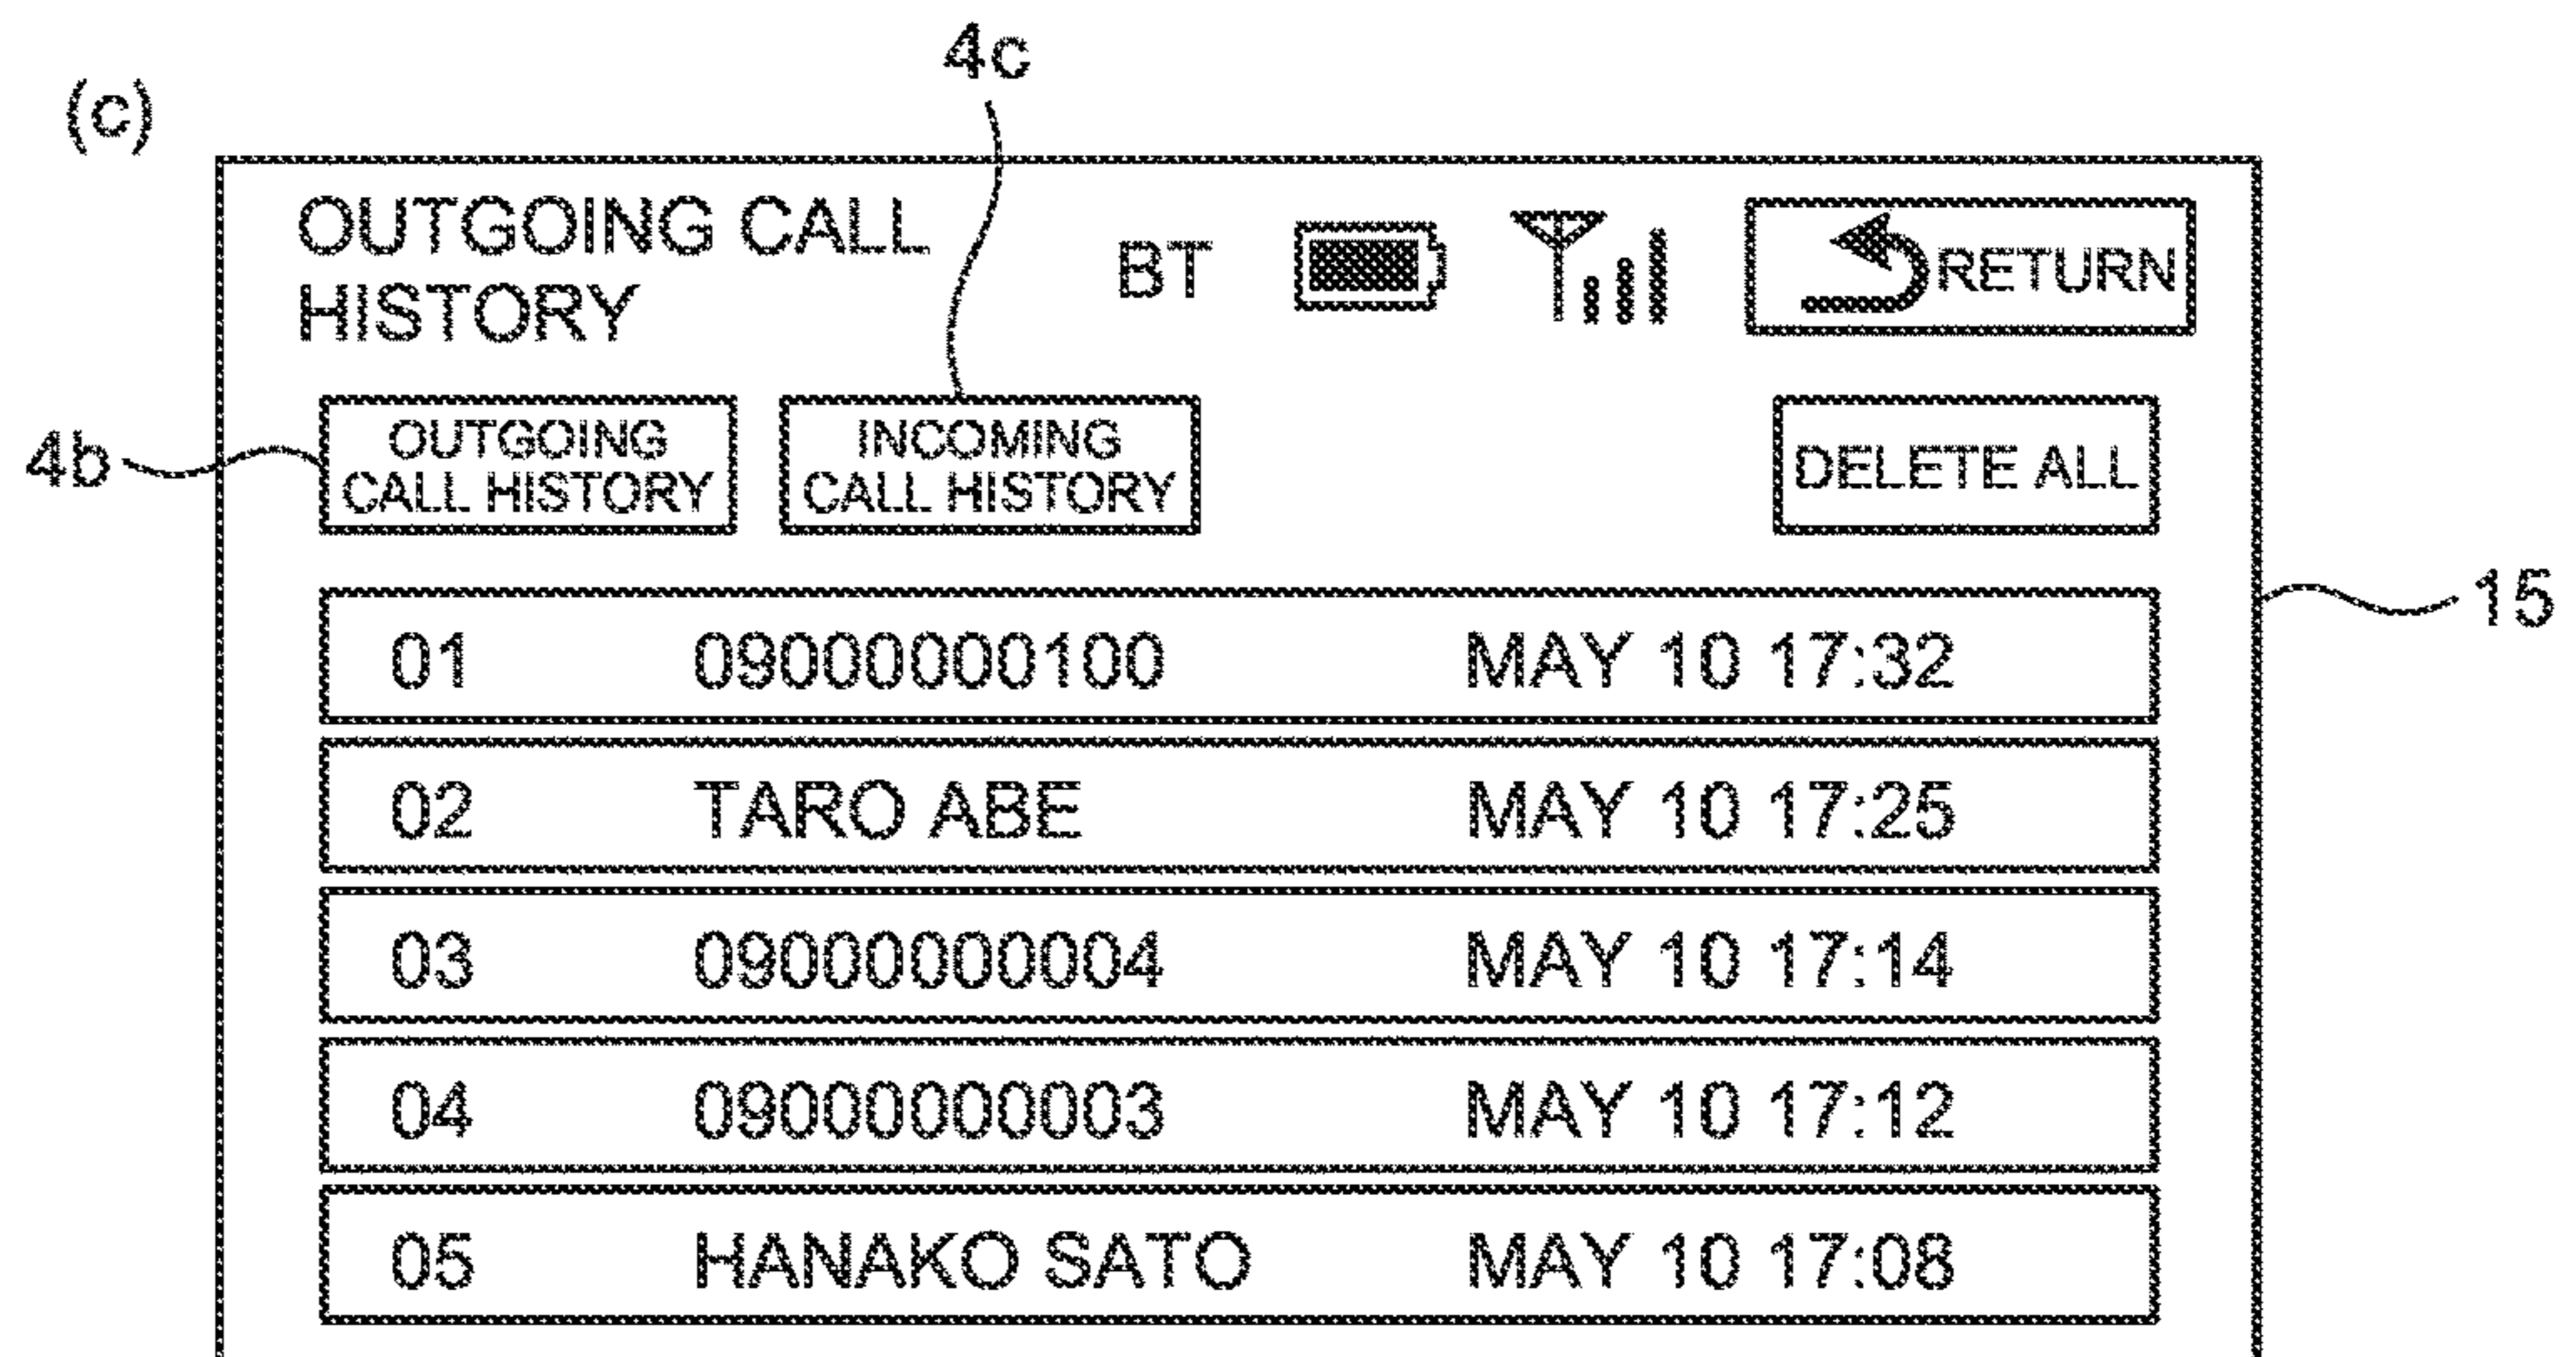 4c
(c)
OUTGOING CALL
HISTORY
BT
RETURN
4b
OUTGOING
CALL HISTORY
INCOMING
CALL HISTORY
DELETE ALL
15
01 09000000100 MAY 10 17:32
02 TARO ABE MAY 10 17:25
03 09000000004 MAY 10 17:14
04 09000000003 MAY 10 17:12
05 HANAKO SATO MAY 10 17:08